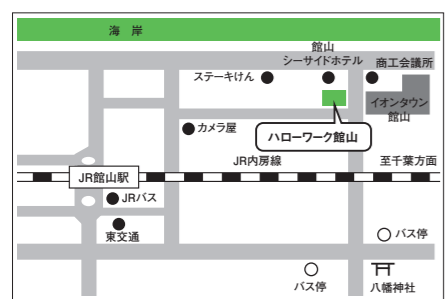 海 岸
館山
シーサイドホテル
商工会議所
ステーキけん
イオンタウン
館山
カメラ屋
ハローワーク館山
JR内房線
至千葉方面
JR館山駅
JRバス
東交通
バス停
バス停
八幡神社